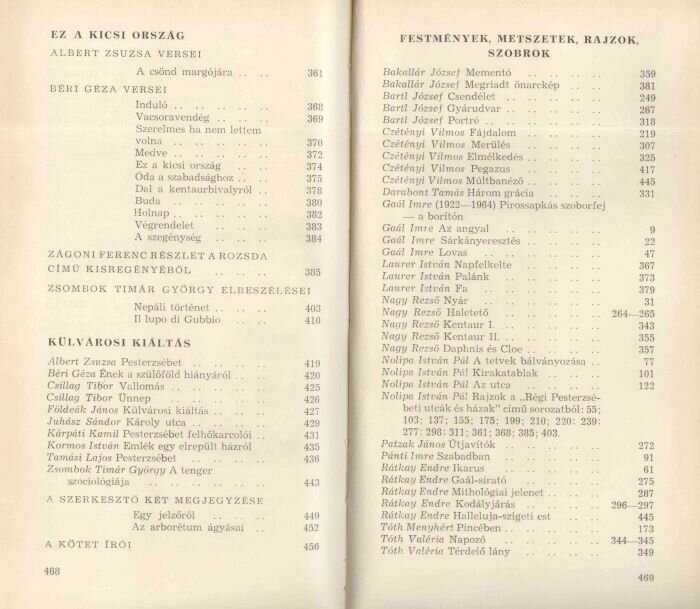 EZ A KICSI ORSZÁG
ALBERT ZSUZSA VERSEI
A csönd margójára . . . . 361
BÉRI GÉZA VERSEI
Induló . . . . . . . . 368
Vacsoravendég . . . . 369
Szerelmes ha nem lettem
volna . . . . . . . . 370
Medve . . . . . . . . 372
Ez a kicsi ország . . . . 374
Óda a szabadsághoz . . 375
Dal a kentaurbivalyról . . 378
Buda . . . . . . . . 380
Holnap . . . . . . . . 382
Végrendelet . . . . 383
A szegénység . . . . 384
ZÁGONI FERENC RÉSZLET A ROZSDA
CÍMŰ KISREGÉNYÉBŐL . . . . 385
ZSOMBOK TIMÁR GYÖRGY ELBESZÉLÉSEI
Nepáli történet . . . . 403
Il lupo di Gubbio . . . . 410
KÜLVÁROSI KIÁLTÁS
Albert Zsuzsa Pesterzsébet . . . . 419
Béri Géza Ének a szülőföld hiányáról . . 420
Csillag Tibor Vallomás . . . . 425
Csillag Tibor Ünnep . . . . 426
Földeák János Külvárosi kiáltás . . . . 427
Juhász Sándor Károly utca . . . . 429
Kárpáti Kamil Pesterzsébet felhőkarcolói . . 431
Kormos István Emlék egy elrepült házról 435
Tamási Lajos Pesterzsébet . . . . 436
Zsombok Timár György A tenger
szociológiája . . . . 443
A SZERKESZTŐ KÉT MEGJEGYZÉSE
Egy jelzőről . . . . 449
Az arborétum ágyásai . . 452
A KÖTET ÍRÓI 456
468
FESTMÉNYEK, METSZETEK, RAJZOK,
SZOBROK
Bakallár József Mementó . . . . 359
Bakallár József Megriadt önarckép . . . . 381
Bartl József Csendélet . . . . 249
Bartl József Gyárudvar . . . . 267
Bartl József Portré . . . . 318
Czétényi Vilmos Fájdalom . . . . 219
Czétényi Vilmos Merülés . . . . 307
Czétényi Vilmos Elmélkedés . . . . 325
Czétényi Vilmos Pegazus . . . . 417
Czétényi Vilmos Múltbanéző . . . . 445
Darabont Tamás Három grácia . . . . 331
Gaál Imre (1922—1964) Pirossapkás szoborfej
— a borítón
Gaál Imre Az angyal . . . . 9
Gaál Imre Sárkányeresztés . . . . 22
Gaál Imre Lovas . . . . 47
Laurer István Napfelkelte . . . . 367
Laurer István Palánk . . . . 373
Laurer István Fa . . . . 379
Nagy Rezső Nyár . . . . 31
Nagy Rezső Haletető . . . . 264—265
Nagy Rezső Kentaur I. . . . . 343
Nagy Rezső Kentaur II. . . . . 355
Nagy Rezső Daphnis és Cloe . . . . 357
Nolipa István Pál A tetvek bálványozása . . 77
Nolipa István Pál Kirakatablak . . . . 101
Nolipa István Pál Az utca . . . . 122
Nolipa István Pál Rajzok a „Régi Pesterzsé-
beti utcák és házak" című sorozatból: 55;
103; 137; 155; 175; 199; 210; 220; 239;
277; 298; 311; 361; 368; 385; 403.
Patzak János Útjavítók . . . . 272
Pánti Imre Szabadban . . . . 91
Rátkay Endre Ikarus . . . . 61
Rátkay Endre Gaál-sírató . . . . 275
Rátkay Endre Mithológiai jelenet . . . . 287
Rátkay Endre Kodályjárás . . . . 296—297
Rátkay Endre Halleluja-szigeti est . . . . 445
Tóth Menyhért Pincében . . . . 173
Tóth Valéria Napozó . . . . 344—345
Tóth Valéria Térdelő lány . . . . 349
469